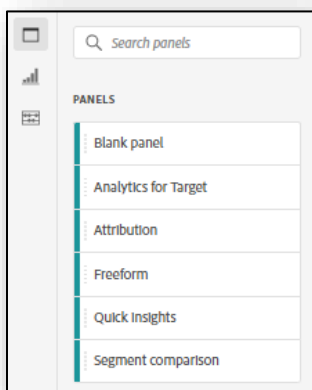 Search panels
PANELS
Blank panel
Analytics for Target
Attribution
Freeform
Quick Insights
Segment comparison